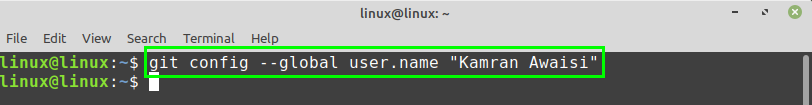 linux@linux: ~
File Edit View Search Terminal Help
linux@linux:~$ git config --global user.name "Kamran Awaisi"
linux@linux:~$